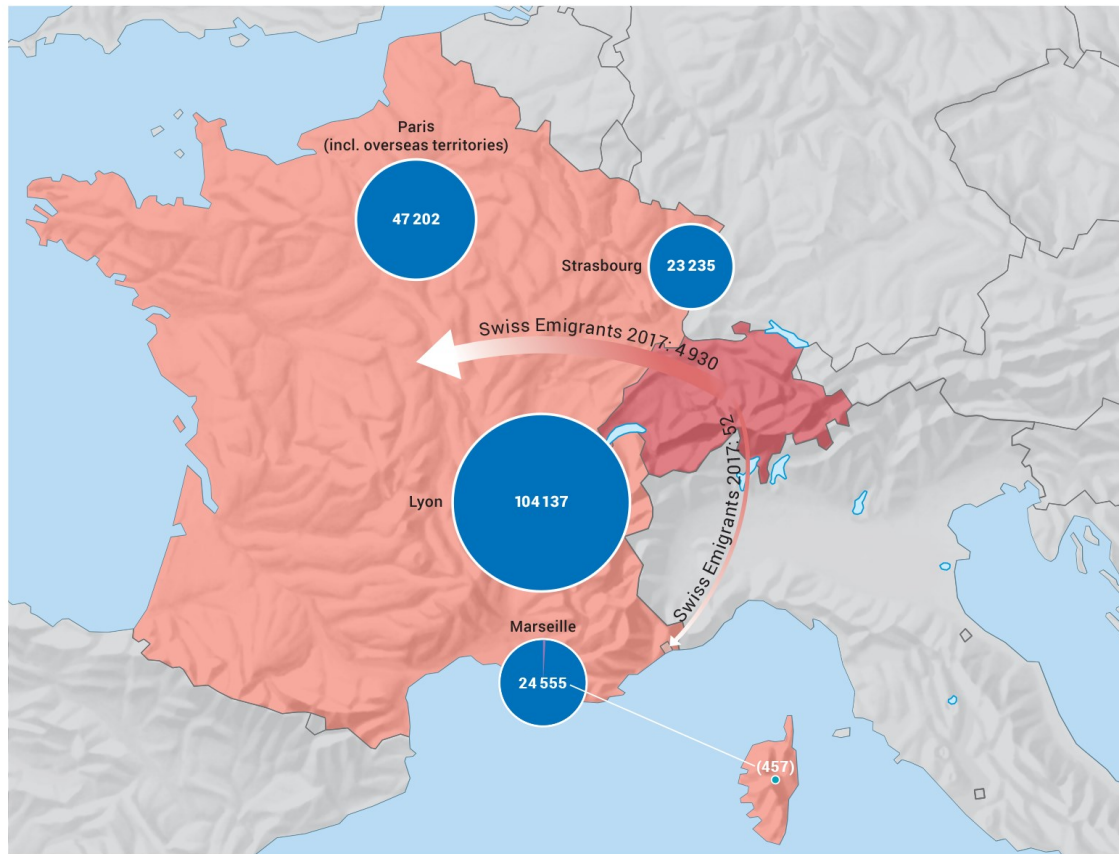 Paris
(incl. overseas territories)
47 202
Strasbourg
23 235
Swiss Emigrants 2017: 4 930
Swiss Emigrants 2017: 52
Lyon
104 137
Marseille
24 555
(457)